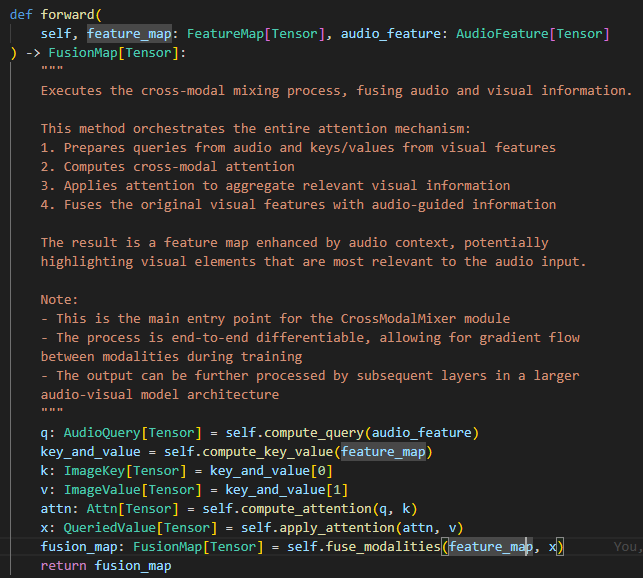 def forward(
    self, feature_map: FeatureMap[Tensor], audio_feature: AudioFeature[Tensor]
) -> FusionMap[Tensor]:
    """
    Executes the cross-modal mixing process, fusing audio and visual information.

    This method orchestrates the entire attention mechanism:
    1. Prepares queries from audio and keys/values from visual features
    2. Computes cross-modal attention
    3. Applies attention to aggregate relevant visual information
    4. Fuses the original visual features with audio-guided information

    The result is a feature map enhanced by audio context, potentially
    highlighting visual elements that are most relevant to the audio input.

    Note:
    - This is the main entry point for the CrossModalMixer module
    - The process is end-to-end differentiable, allowing for gradient flow
    between modalities during training
    - The output can be further processed by subsequent layers in a larger
    audio-visual model architecture
    """
    q: AudioQuery[Tensor] = self.compute_query(audio_feature)
    key_and_value = self.compute_key_value(feature_map)
    k: ImageKey[Tensor] = key_and_value[0]
    v: ImageValue[Tensor] = key_and_value[1]
    attn: Attn[Tensor] = self.compute_attention(q, k)
    x: QueriedValue[Tensor] = self.apply_attention(attn, v)
    fusion_map: FusionMap[Tensor] = self.fuse_modalities(feature_map, x)    You,
    return fusion_map